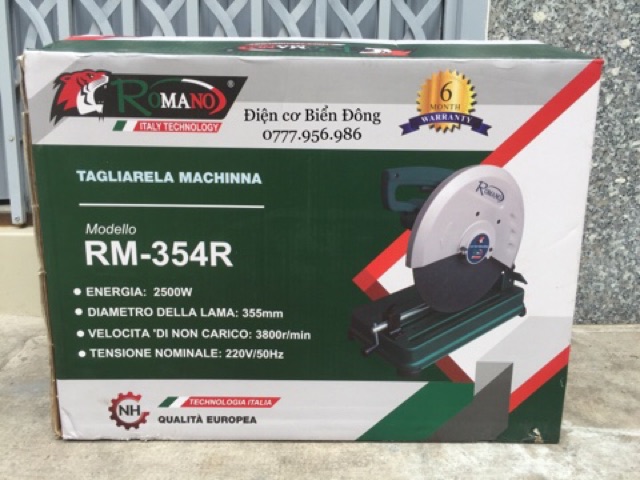 ROMANO®
ITALY TECHNOLOGY
Điện cơ Biển Đông
0777.956.986
6
MONTH
WARRANTY
TAGLIARELA MACHINNA
Modello
RM-354R
• ENERGIA: 2500W
• DIAMETRO DELLA LAMA: 355mm
• VELOCITA "DI NON CARICO: 3800r/min
• TENSIONE NOMINALE: 220V/50Hz
ROMANO
NH
TECHNOLOGIA ITALIA
QUALITÀ EUROPEA